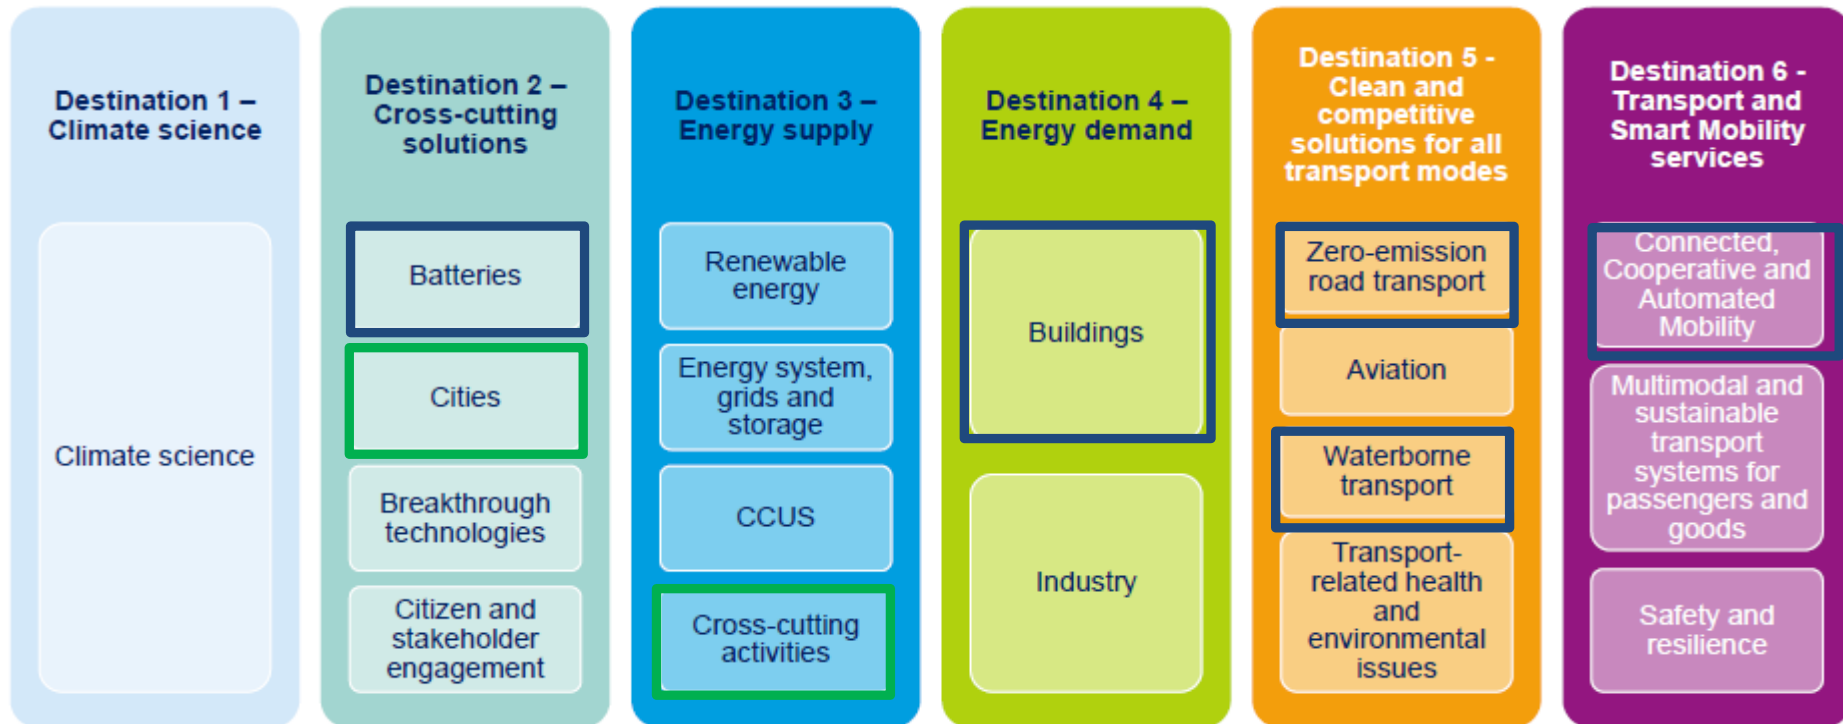 Destination 1 –
Climate science
Climate science
Destination 2 –
Cross-cutting
solutions
Batteries
Cities
Breakthrough
technologies
Citizen and
stakeholder
engagement
Destination 3 –
Energy supply
Renewable
energy
Energy system,
grids and
storage
CCUS
Cross-cutting
activities
Destination 4 –
Energy demand
Buildings
Industry
Destination 5 -
Clean and
competitive
solutions for all
transport modes
Zero-emission
road transport
Aviation
Waterborne
transport
Transport-
related health
and
environmental
issues
Destination 6 -
Transport and
Smart Mobility
services
Connected,
Cooperative and
Automated
Mobility
Multimodal and
sustainable
transport
systems for
passengers and
goods
Safety and
resilience